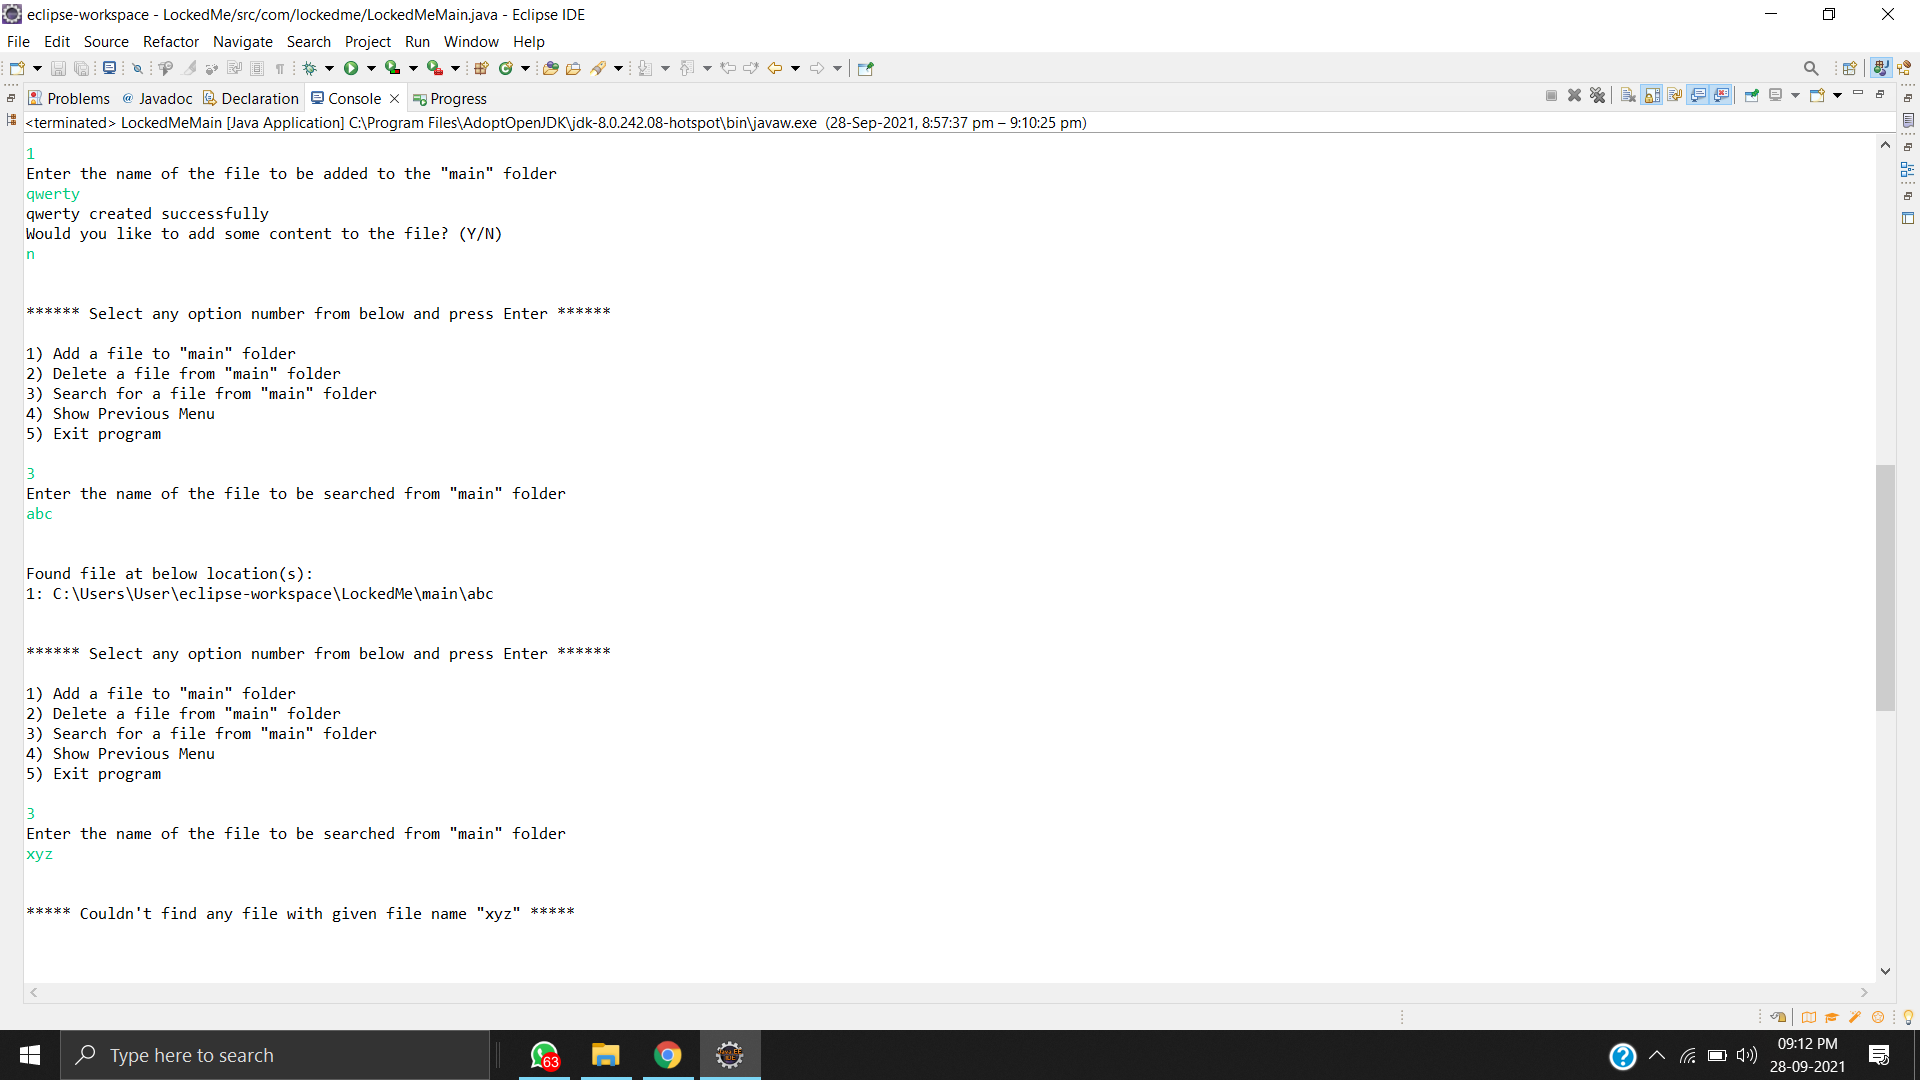 eclipse-workspace - LockedMe/src/com/lockedme/LockedMeMain.java - Eclipse IDE
File Edit Source Refactor Navigate Search Project Run Window Help
Problems @ Javadoc Declaration Console Progress
<terminated> LockedMeMain [Java Application] C:\Program Files\AdoptOpenJDK\jdk-8.0.242.08-hotspot\bin\javaw.exe (28-Sep-2021, 8:57:37 pm – 9:10:25 pm)
1
Enter the name of the file to be added to the "main" folder
qwerty
qwerty created successfully
Would you like to add some content to the file? (Y/N)
n
****** Select any option number from below and press Enter ******
1) Add a file to "main" folder
2) Delete a file from "main" folder
3) Search for a file from "main" folder
4) Show Previous Menu
5) Exit program
3
Enter the name of the file to be searched from "main" folder
abc
Found file at below location(s):
1: C:\Users\User\eclipse-workspace\LockedMe\main\abc
****** Select any option number from below and press Enter ******
1) Add a file to "main" folder
2) Delete a file from "main" folder
3) Search for a file from "main" folder
4) Show Previous Menu
5) Exit program
3
Enter the name of the file to be searched from "main" folder
xyz
***** Couldn't find any file with given file name "xyz" *****
Type here to search
63
09:12 PM
28-09-2021